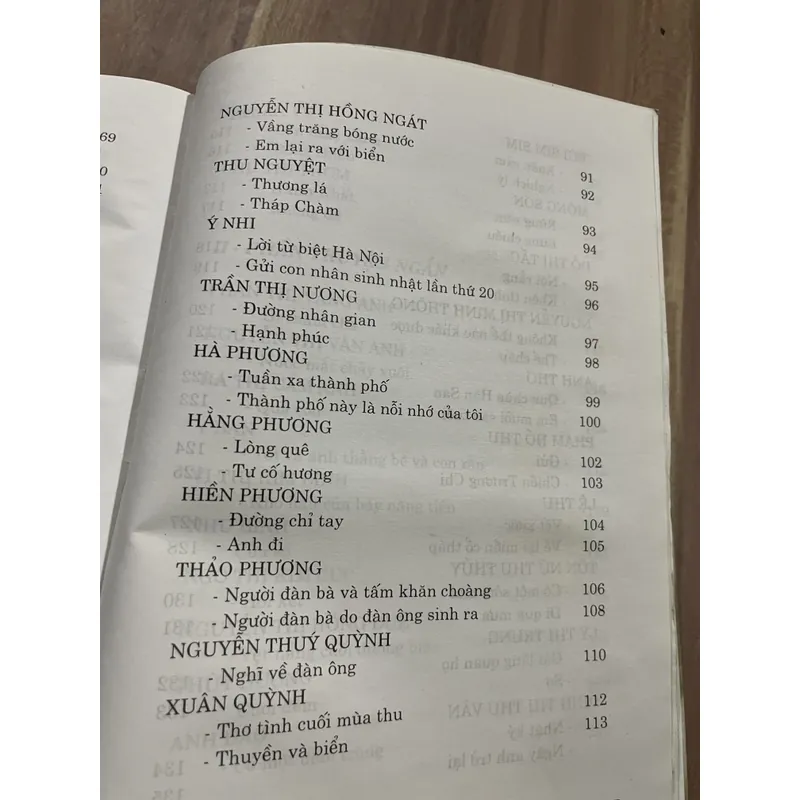 69
0
1
NGUYỄN THỊ HỒNG NGÁT
- Vầng trăng bóng nước 91
- Em lại ra với biển 92
THU NGUYỆT
- Thương lá 93
- Tháp Chàm 94
Ý NHI
- Lời từ biệt Hà Nội 95
- Gửi con nhân sinh nhật lần thứ 20 96
TRẦN THỊ NƯƠNG
- Đường nhân gian 97
- Hạnh phúc 98
HÀ PHƯƠNG
- Tuần xa thành phố 99
- Thành phố này là nỗi nhớ của tôi 100
HẰNG PHƯƠNG
- Lòng quê 102
- Tư cố hương 103
HIỀN PHƯƠNG
- Đường chỉ tay 104
- Anh đi 105
THẢO PHƯƠNG
- Người đàn bà và tấm khăn choàng 106
- Người đàn bà do đàn ông sinh ra 108
NGUYỄN THUÝ QUỲNH
- Nghĩ về đàn ông 110
XUÂN QUỲNH
- Thơ tình cuối mùa thu 112
- Thuyền và biển 113